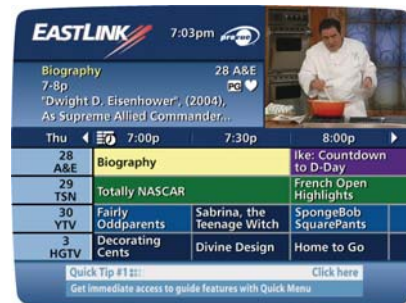 EASTLINK
7:03pm prevue
Biography 28 A&E
7-8p PG
"Dwight D. Eisenhower", (2004),
As Supreme Allied Commander...
Thu 7:00p 7:30p 8:00p
28
A&E
Biography
Ike: Countdown
to D-Day
29
TSN
Totally NASCAR
French Open
Highlights
30
YTV
Fairly
Oddparents
Sabrina, the
Teenage Witch
SpongeBob
SquarePants
3
HGTV
Decorating
Cents
Divine Design
Home to Go
Quick Tip #1 Click here
Get immediate access to guide features with Quick Menu